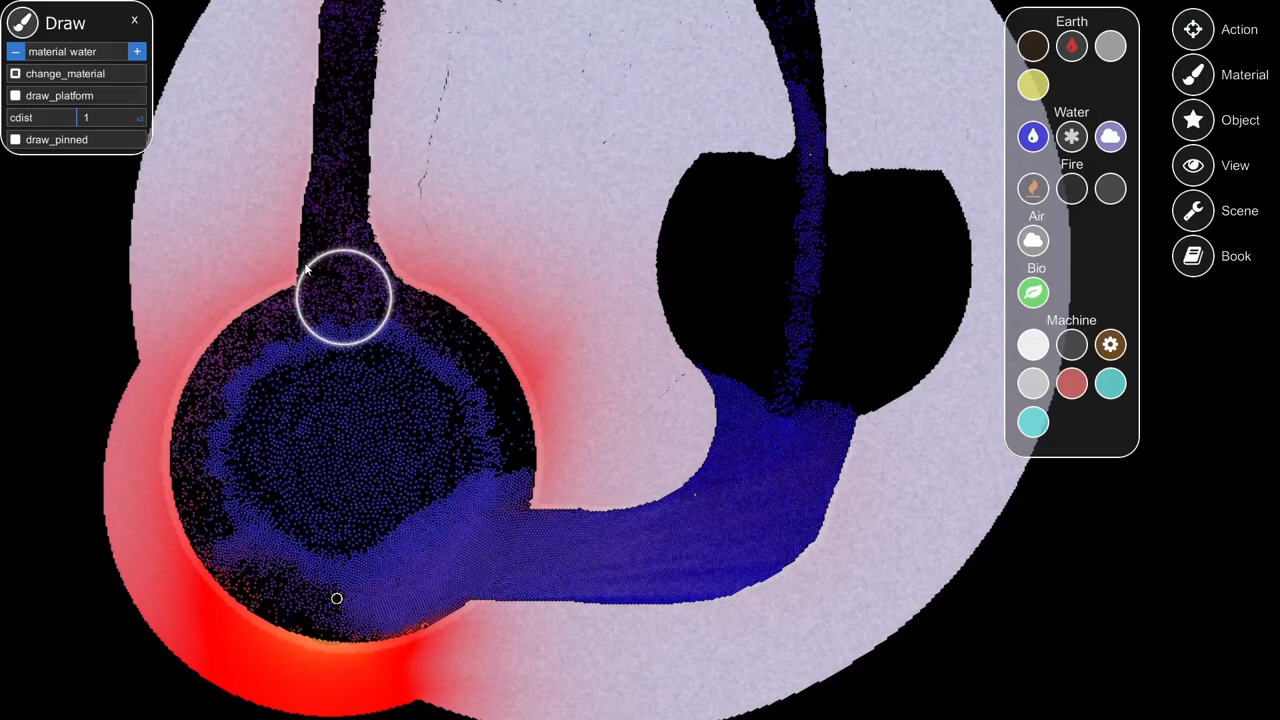 Draw
x
– material water +
change_material
draw_platform
cdist 1 x2
draw_pinned
Earth
Water
Fire
Air
Bio
Machine
Action
Material
Object
View
Scene
Book